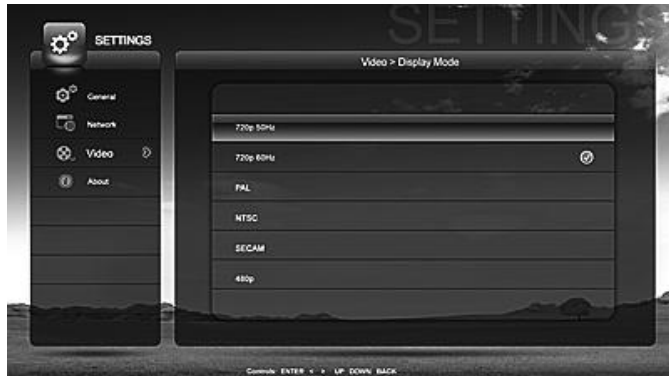 SETTINGS
SETTINGS
Video > Display Mode
General
Network
Video
About
720p 50Hz
720p 60Hz
PAL
NTSC
SECAM
480p
Controls: ENTER < > UP DOWN BACK